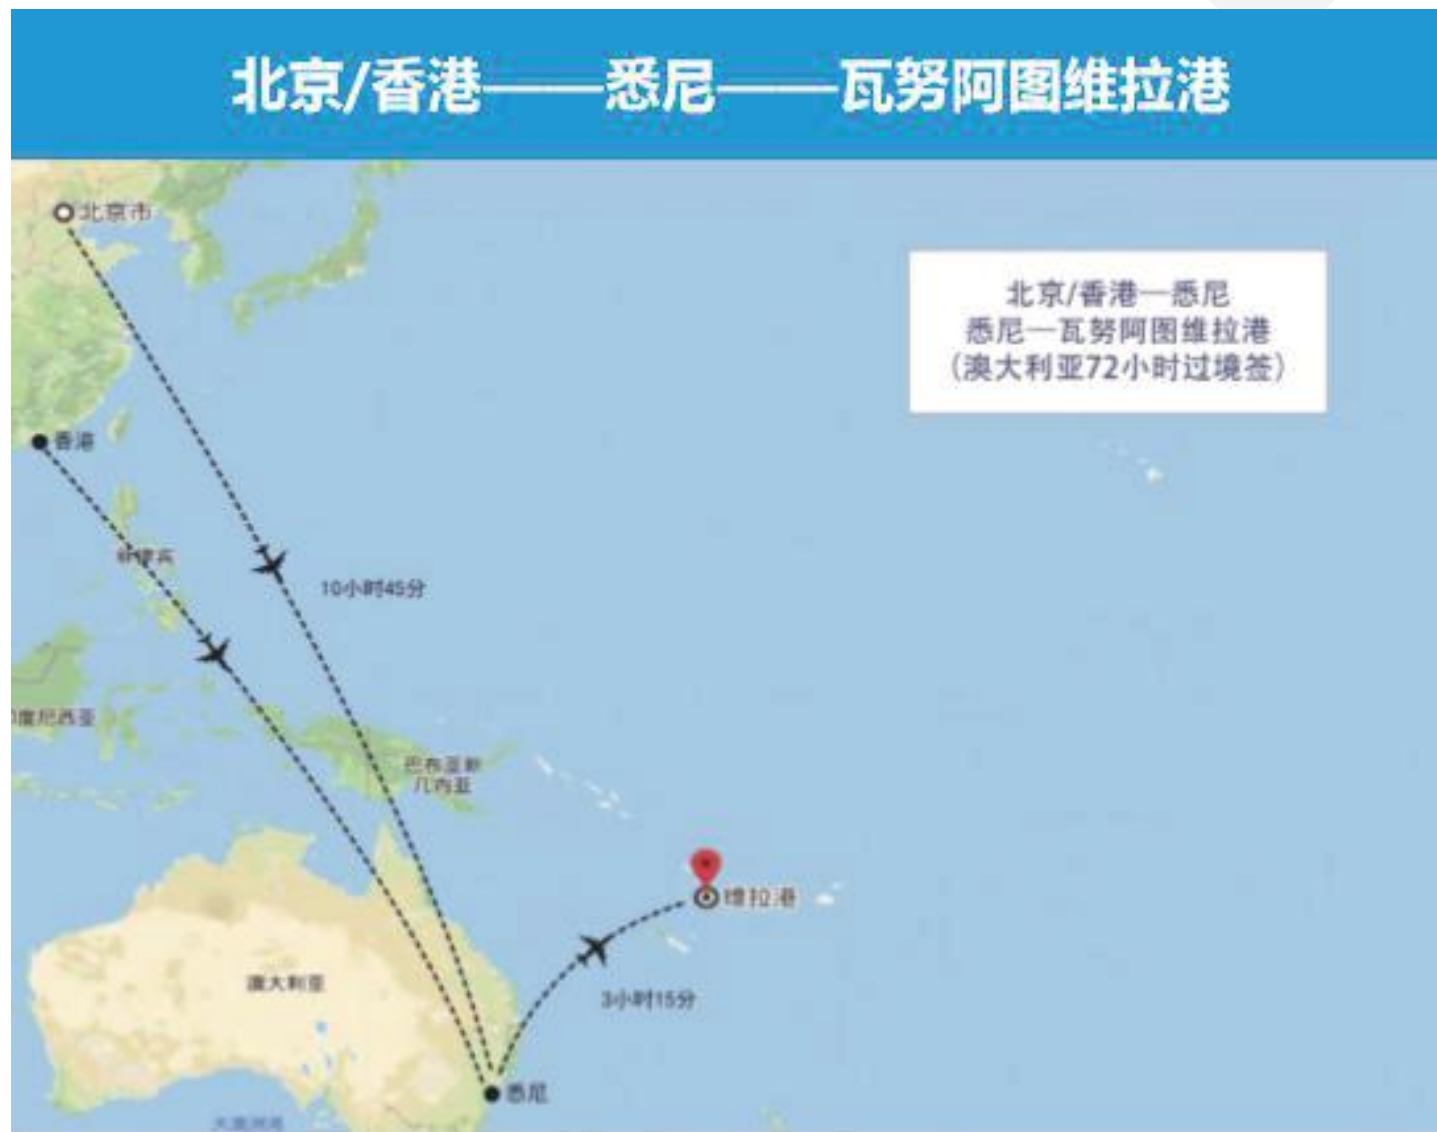 北京/香港——悉尼——瓦努阿图维拉港
北京市
北京/香港—悉尼
悉尼—瓦努阿图维拉港
(澳大利亚72小时过境签)
香港
菲律宾
10小时45分
印度尼西亚
巴布亚新
几内亚
维拉港
澳大利亚
3小时15分
悉尼